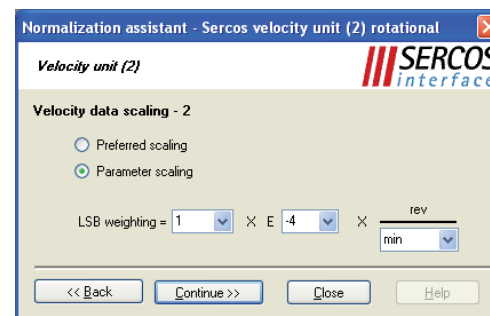 Normalization assistant - Sercos velocity unit (2) rotational
Velocity unit (2)
SERCOS
interface
Velocity data scaling - 2
Preferred scaling
Parameter scaling
LSB weighting = 1 X E -4 X rev
min
<< Back Continue >> Close Help